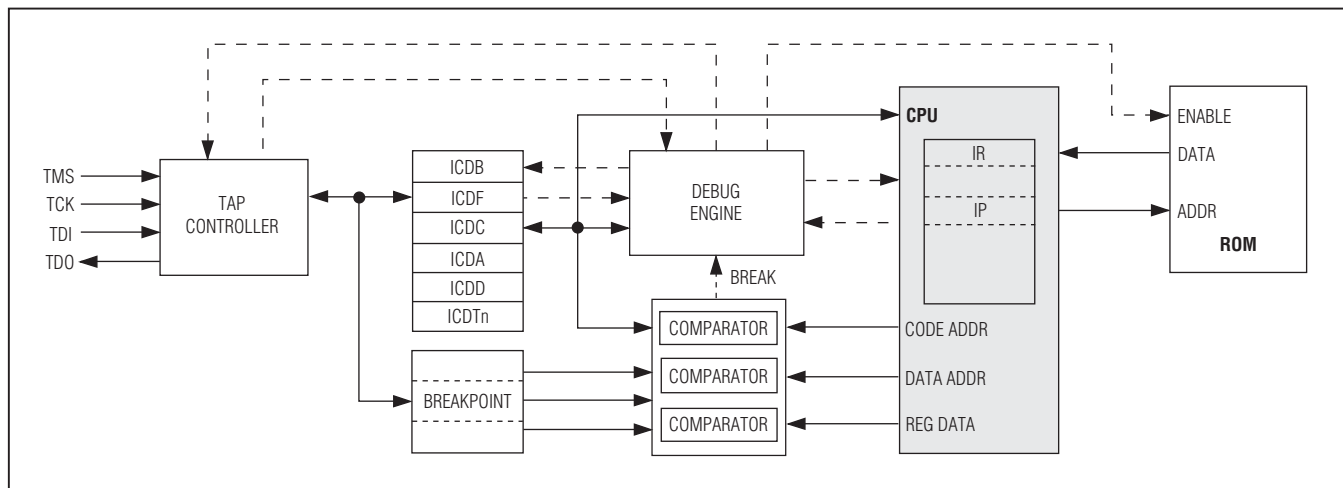 TMS
TCK
TDI
TDO
TAP
CONTROLLER
ICDB
ICDF
ICDC
ICDA
ICDD
ICDTn
BREAKPOINT
DEBUG
ENGINE
BREAK
COMPARATOR
COMPARATOR
COMPARATOR
CPU
IR
IP
CODE ADDR
DATA ADDR
REG DATA
ENABLE
DATA
ADDR
ROM